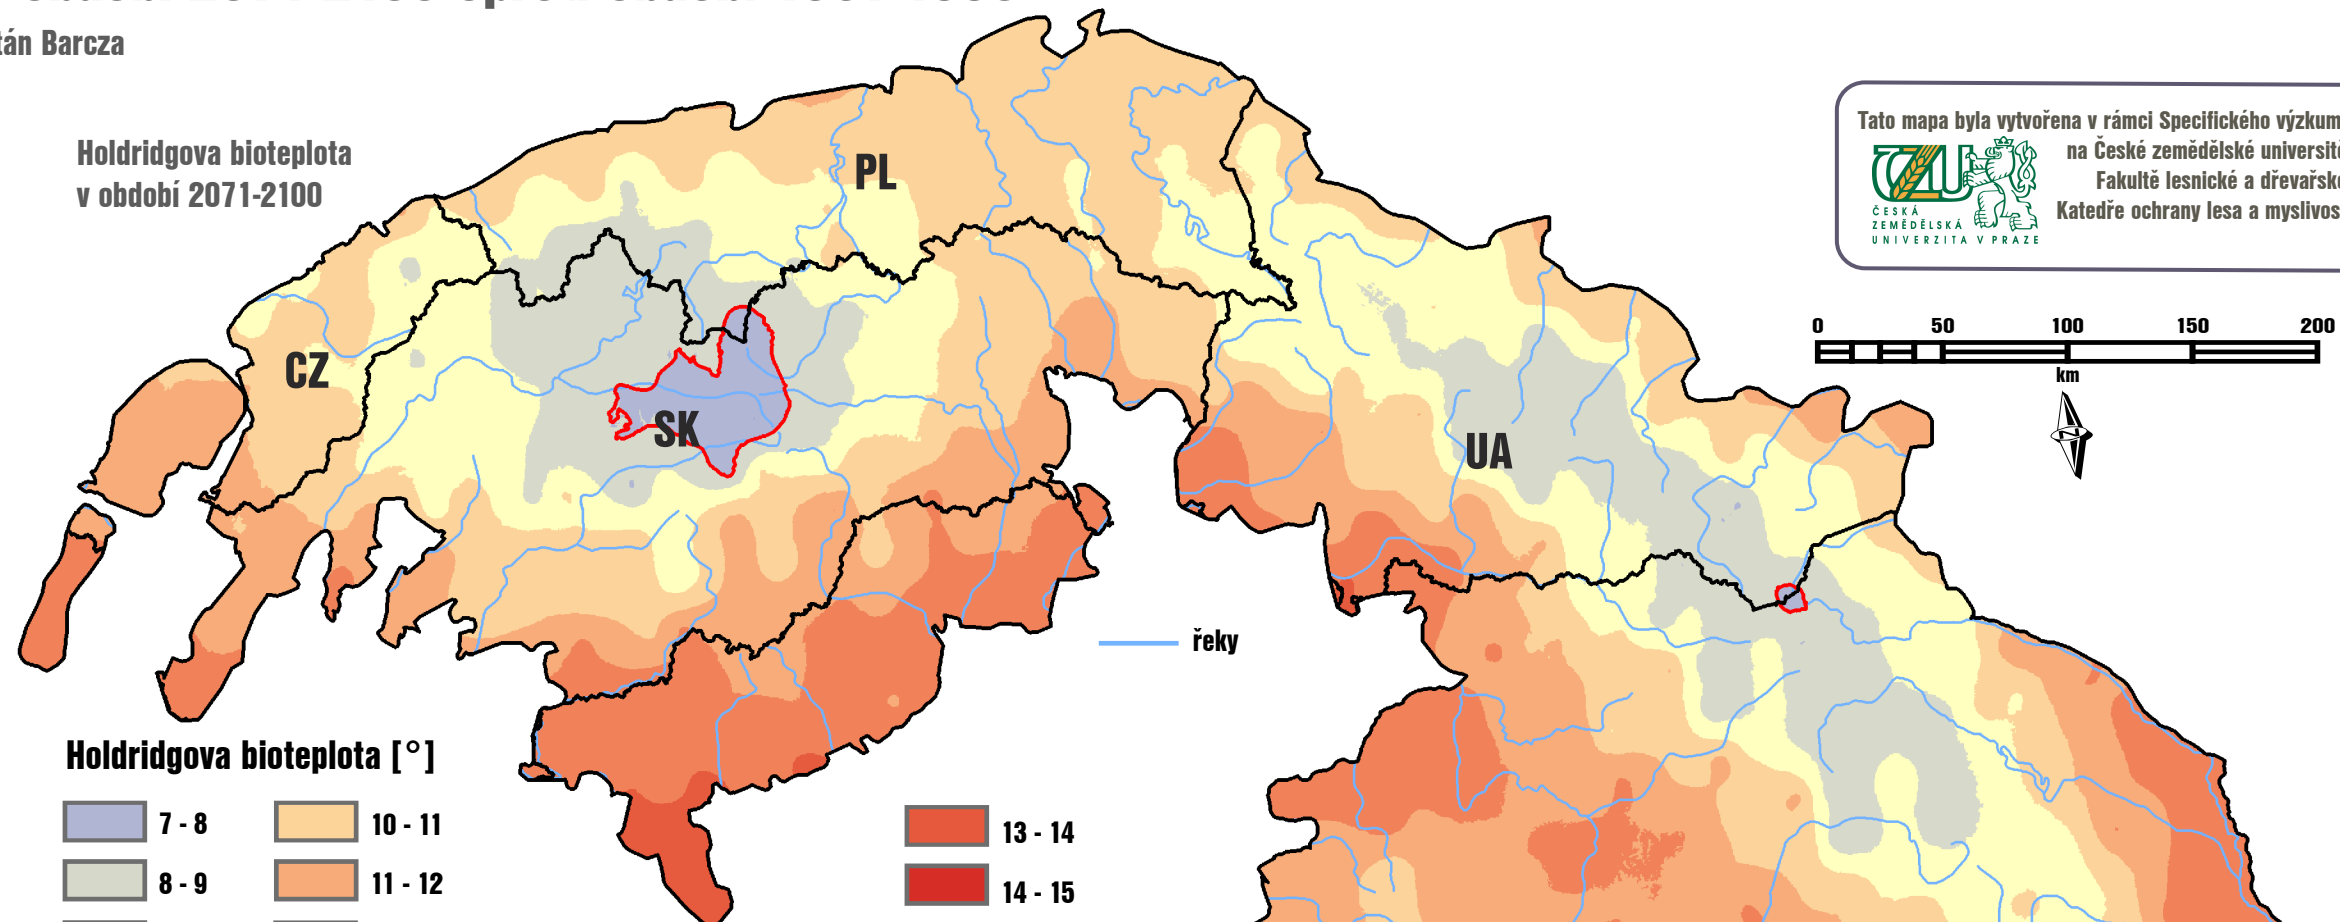 tán Barcza
Holdridgova bioteplota
v období 2071-2100
PL
CZ
SK
UA
Tato mapa byla vytvořena v rámci Specifického výzkum
na České zemědělské universit
Fakultě lesnické a dřevařsk
Katedře ochrany lesa a myslivos
ČZU
ČESKÁ
ZEMĚDĚLSKÁ
UNIVERZITA V PRAZE
0 50 100 150 200
km
N
řeky
Holdridgova bioteplota [°]
7 - 8
10 - 11
13 - 14
8 - 9
11 - 12
14 - 15